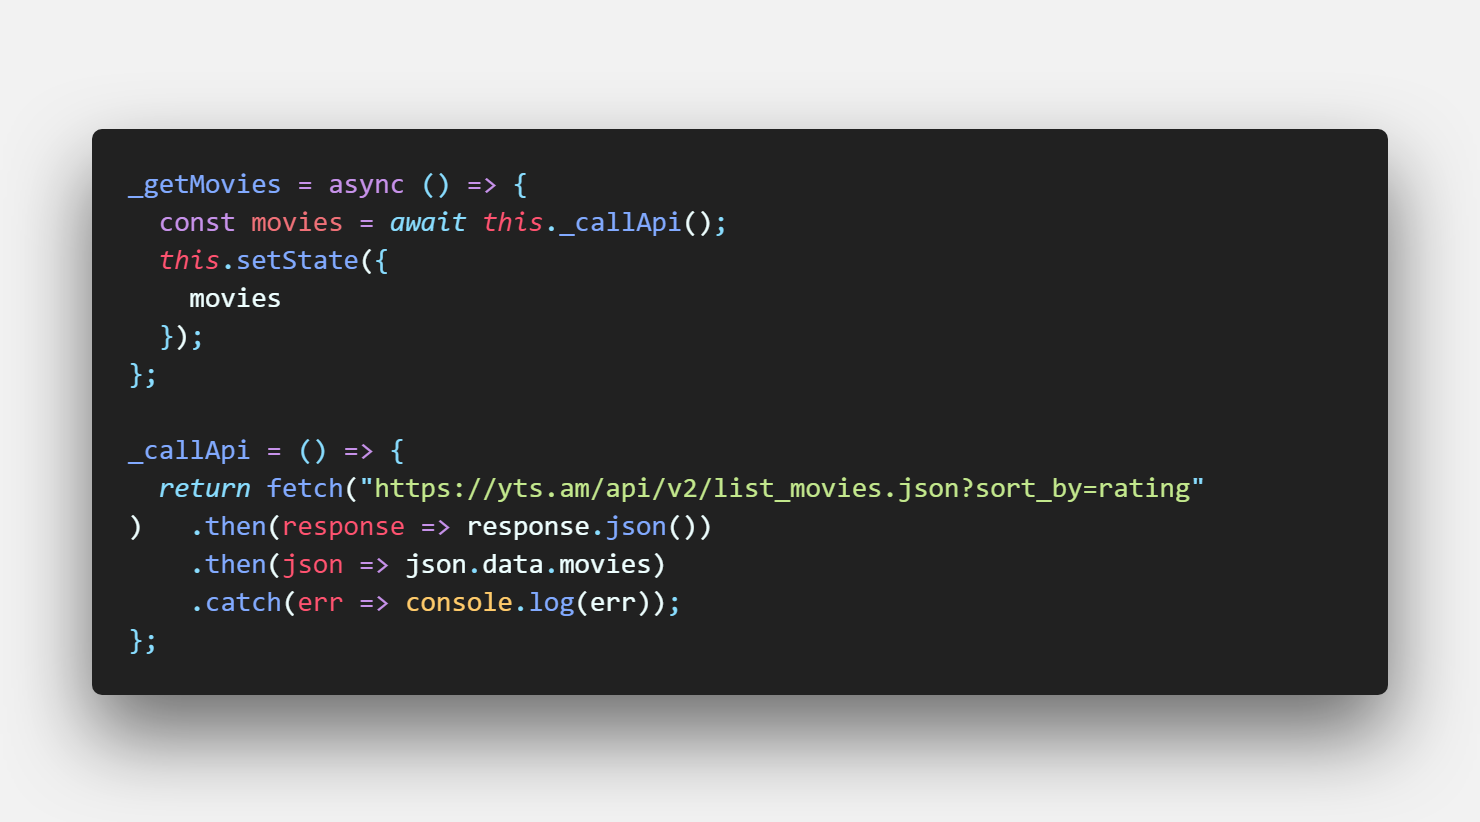 _getMovies = async () => {
  const movies = await this._callApi();
  this.setState({
    movies
  });
};

_callApi = () => {
  return fetch("https://yts.am/api/v2/list_movies.json?sort_by=rating"
)   .then(response => response.json())
    .then(json => json.data.movies)
    .catch(err => console.log(err));
};